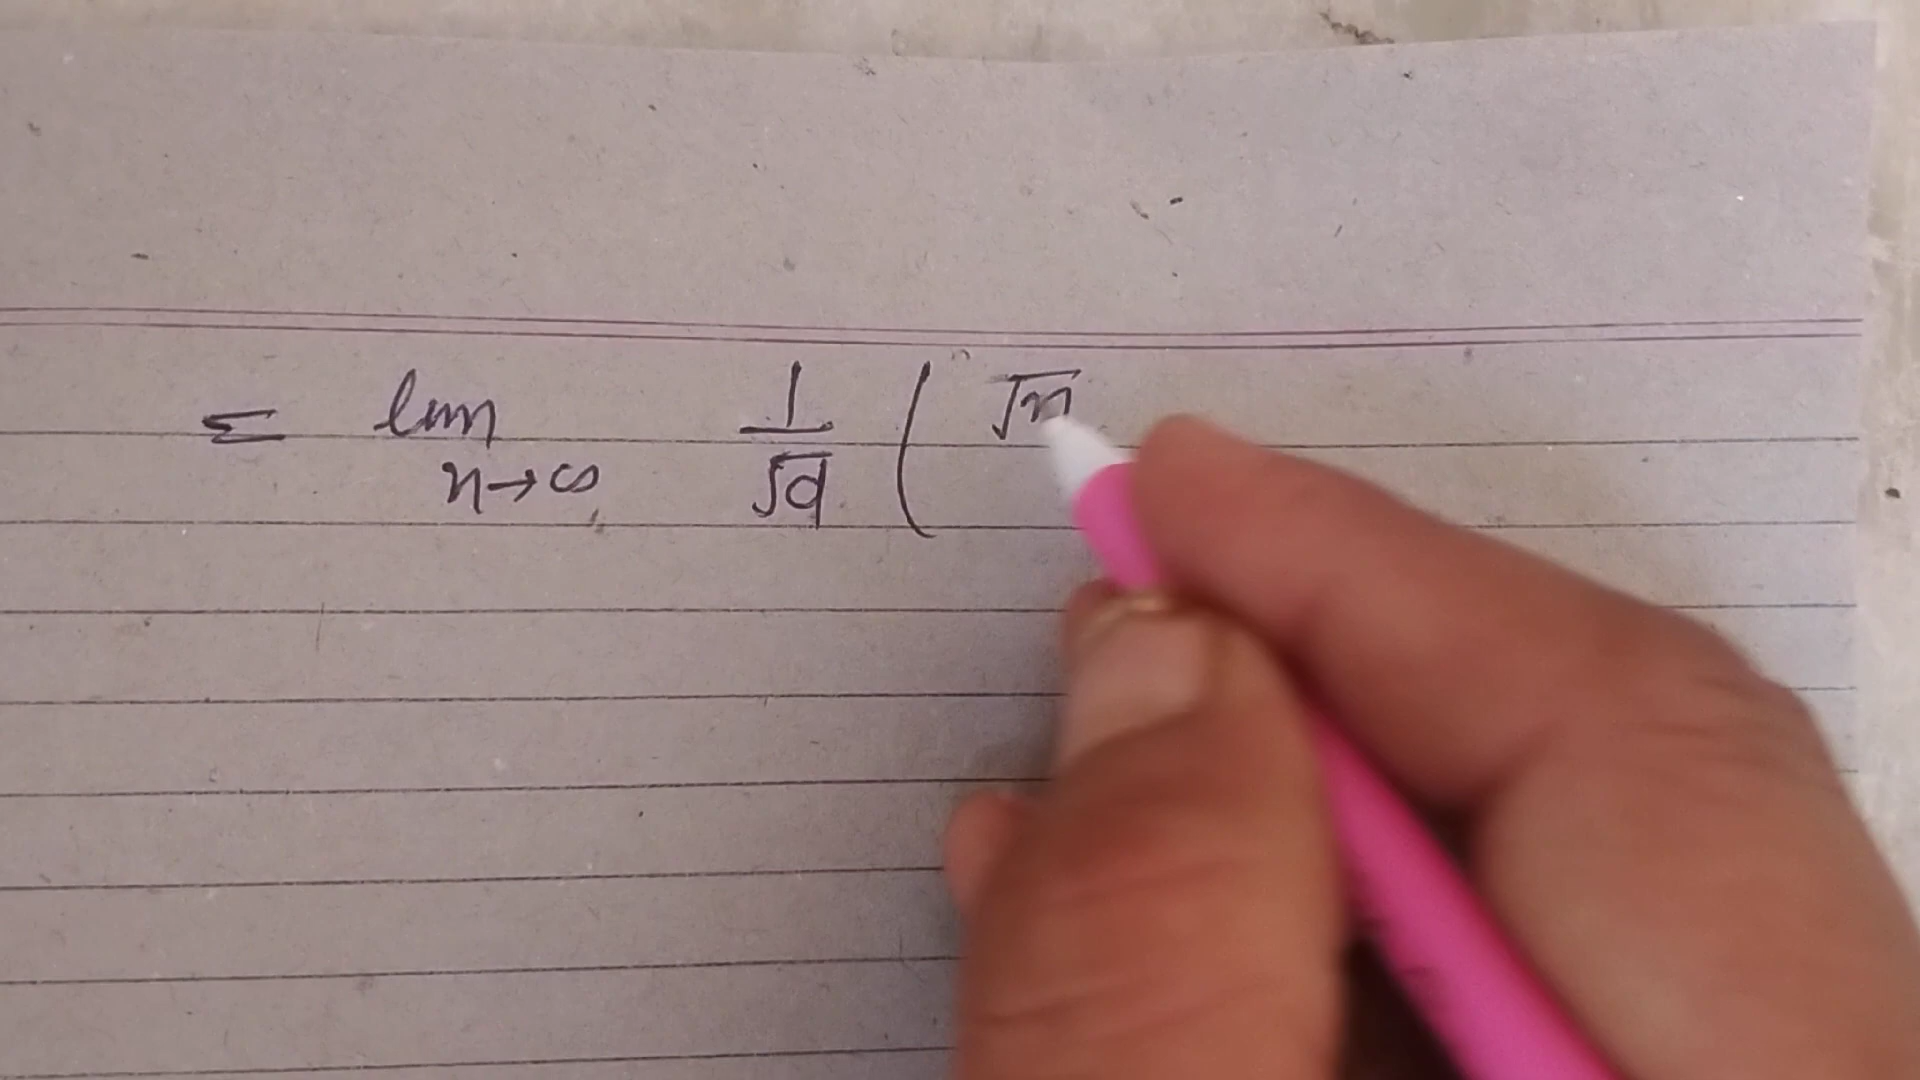 = lim n→∞ 1/√d ( √n